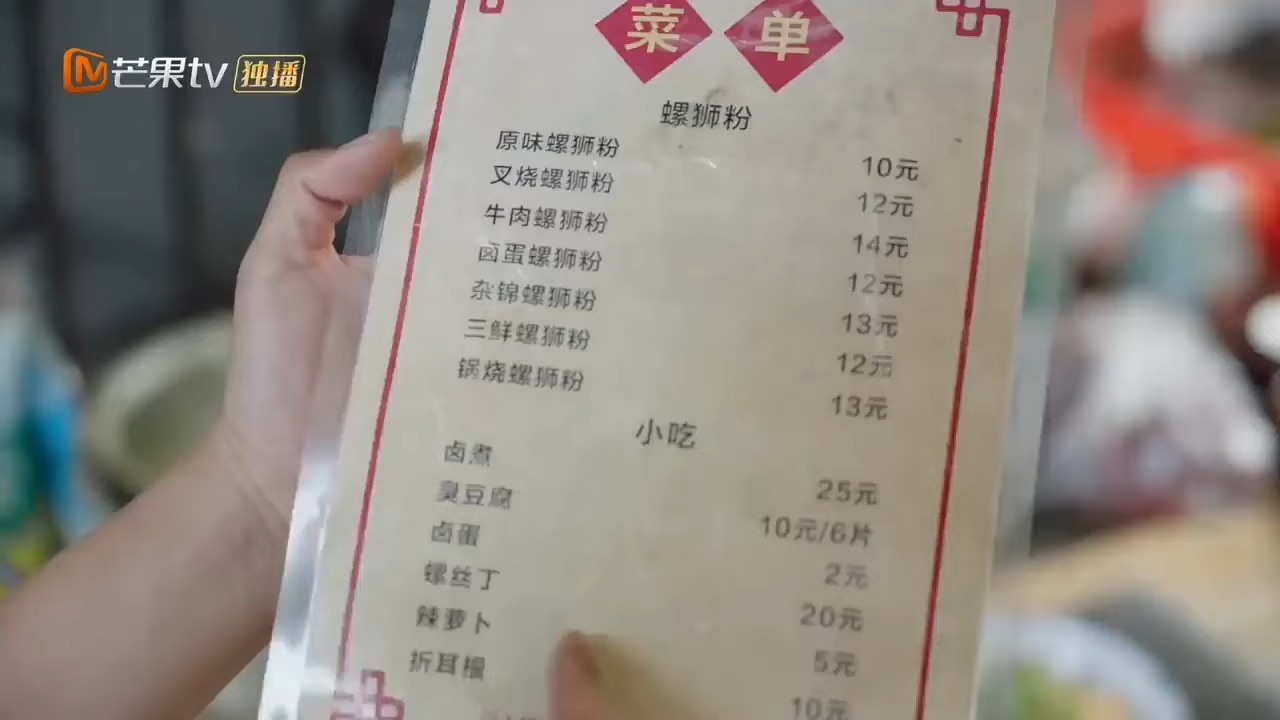 芒果tv 独播
菜单
螺狮粉
原味螺狮粉 10元
叉烧螺狮粉 12元
牛肉螺狮粉 14元
卤蛋螺狮粉 12元
杂锦螺狮粉 13元
三鲜螺狮粉 12元
锅烧螺狮粉 13元
小吃
卤煮 25元
臭豆腐 10元/6片
卤蛋 2元
螺丝丁 20元
辣萝卜 5元
折耳根 10元